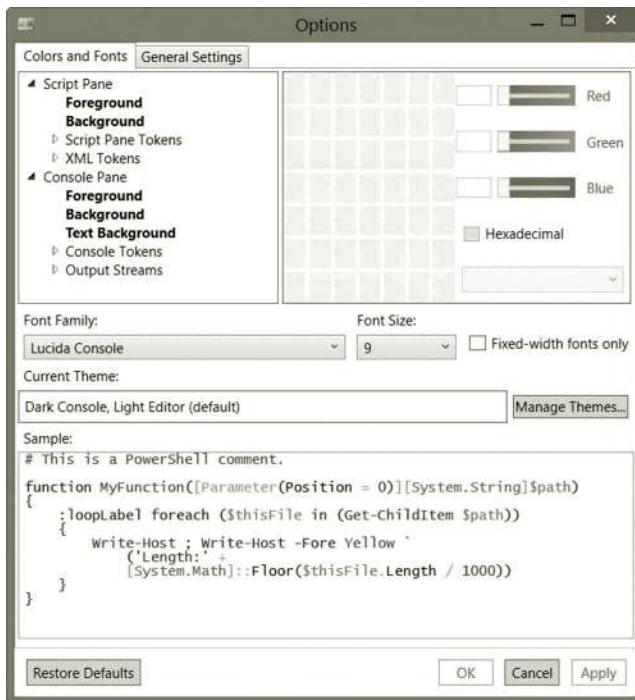 Options
Colors and Fonts
General Settings
Script Pane
Foreground
Background
Script Pane Tokens
XML Tokens
Console Pane
Foreground
Background
Text Background
Console Tokens
Output Streams
Red
Green
Blue
Hexadecimal
Font Family:
Font Size:
Lucida Console
9
Fixed-width fonts only
Current Theme:
Dark Console, Light Editor (default)
Manage Themes...
Sample:
# This is a PowerShell comment.
function MyFunction([Parameter(Position = 0)][System.String]$path)
{
:loopLabel foreach ($thisFile in (Get-ChildItem $path))
{
Write-Host ; Write-Host -Fore Yellow `
('Length:' +
[System.Math]::Floor($thisFile.Length / 1000))
}
}
Restore Defaults
OK
Cancel
Apply